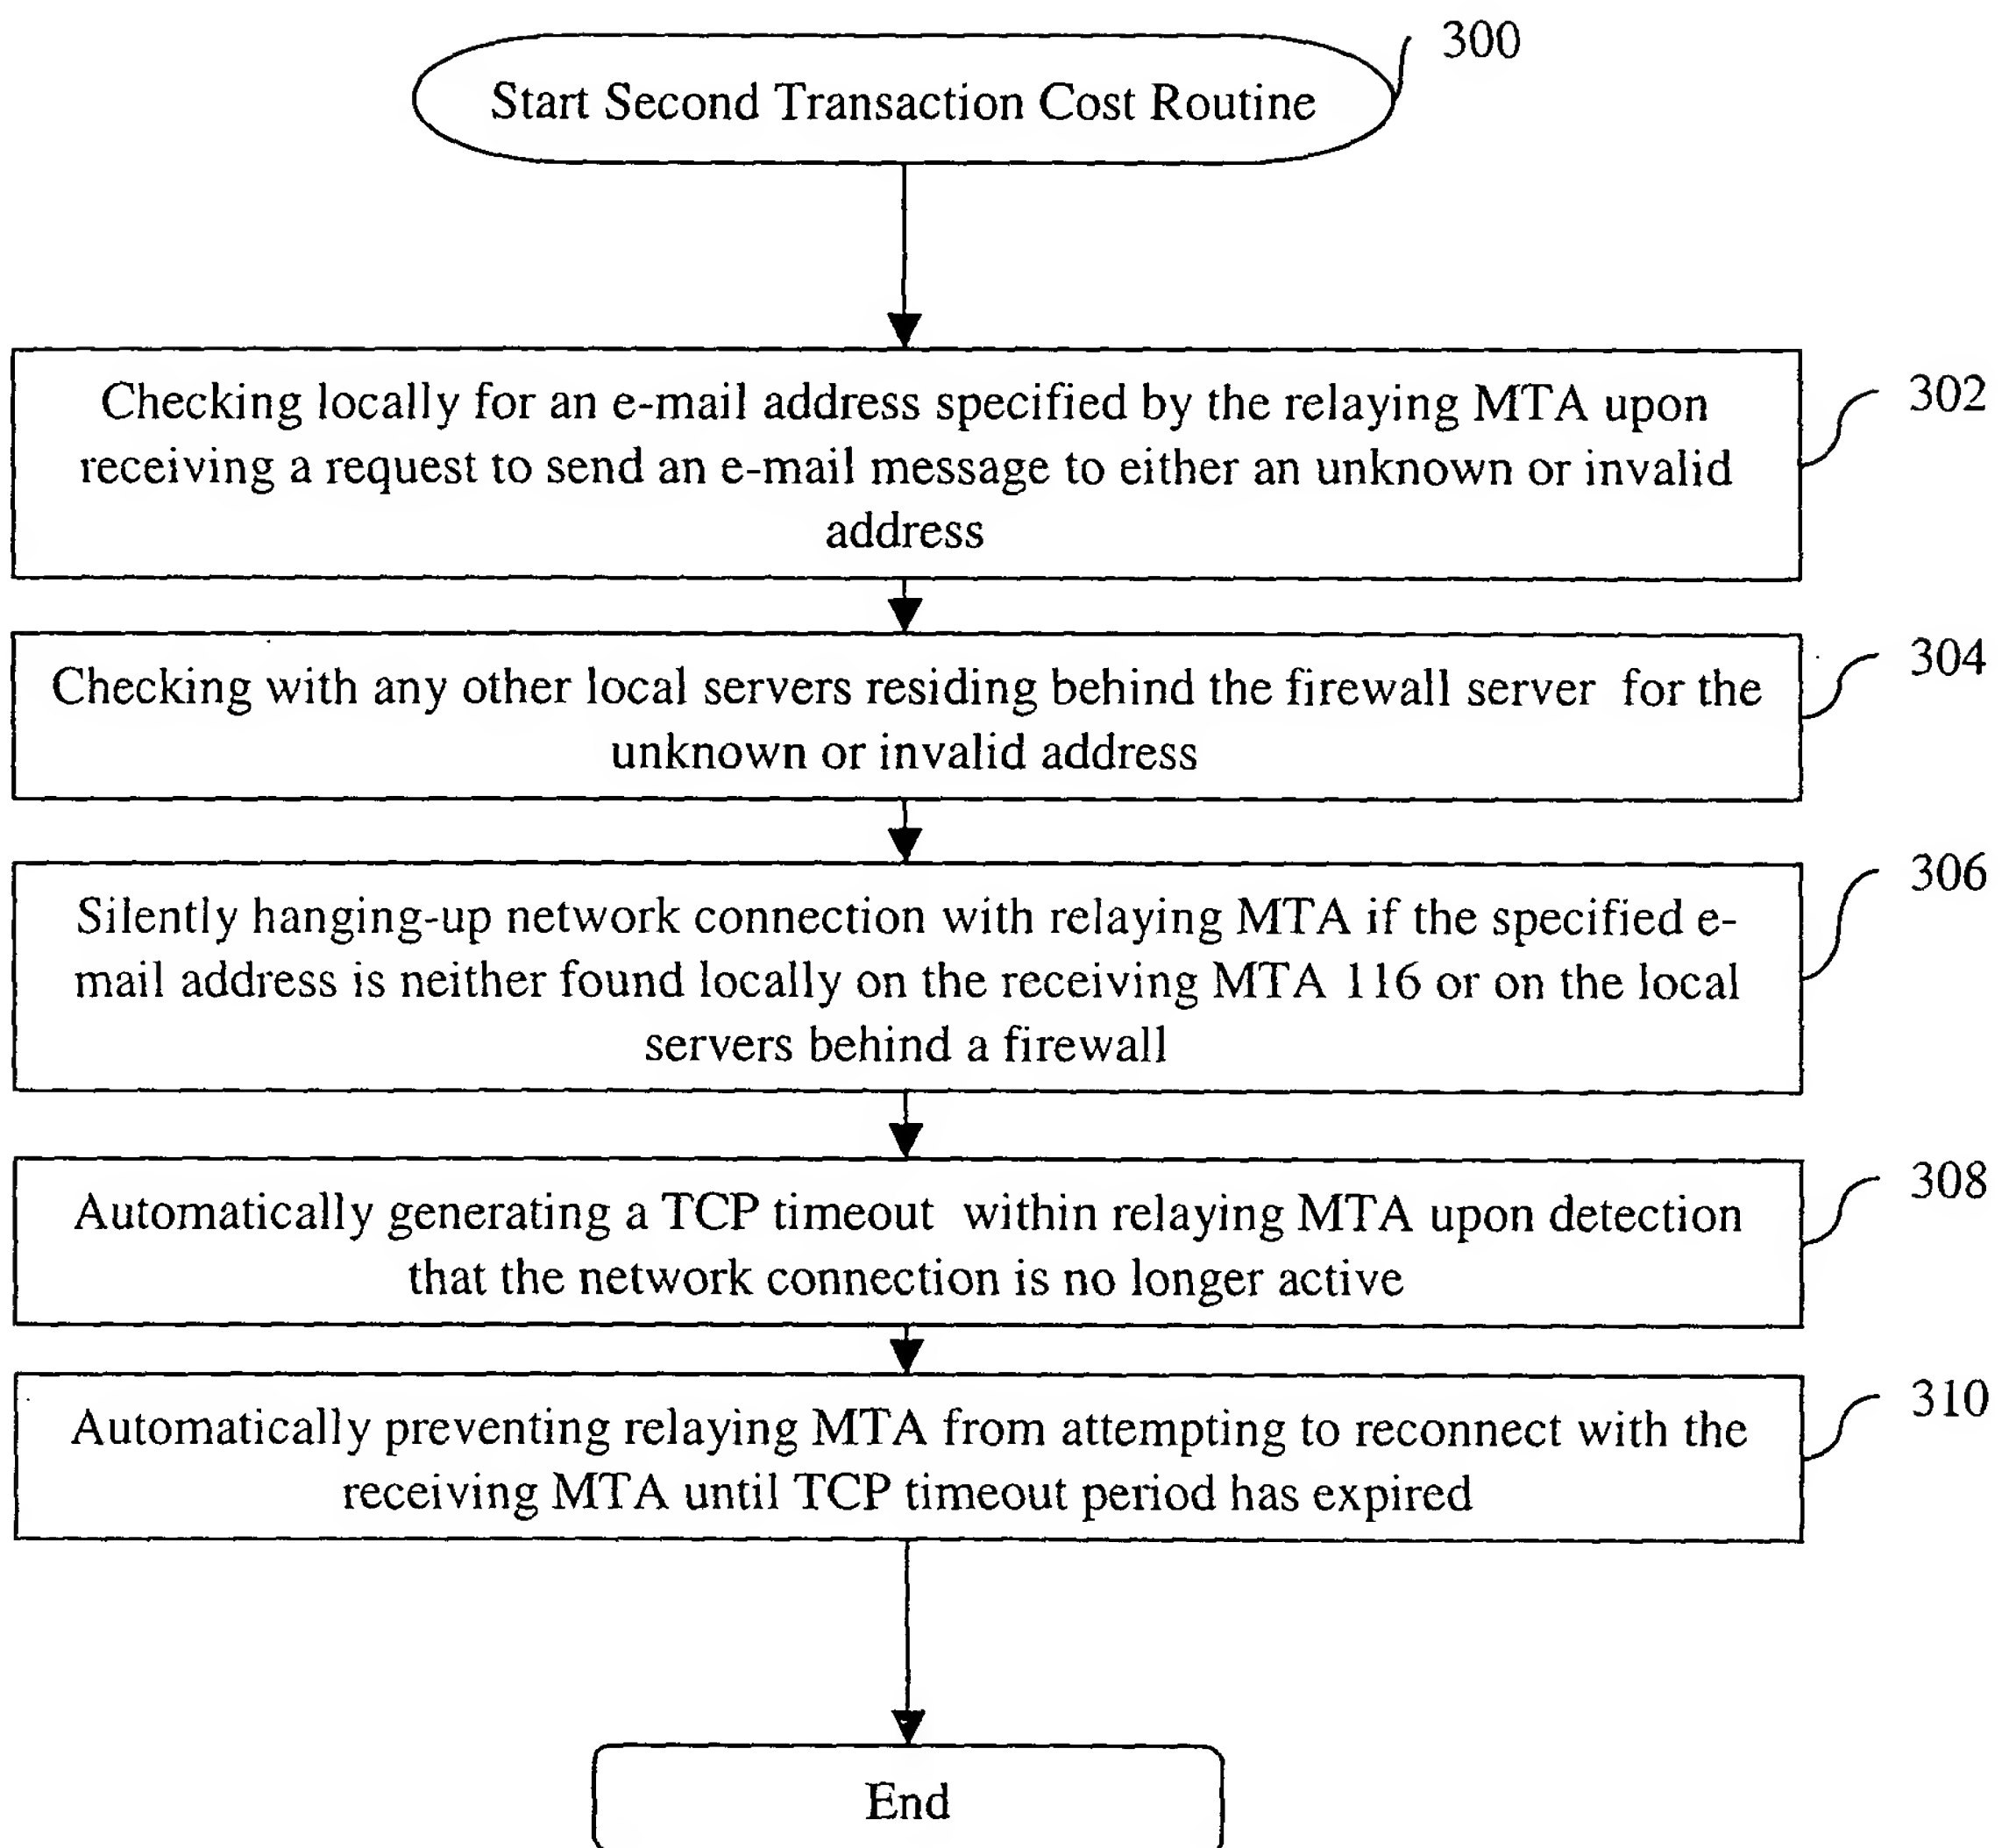 300
Start Second Transaction Cost Routine
Checking locally for an e-mail address specified by the relaying MTA upon
receiving a request to send an e-mail message to either an unknown or invalid
address
302
Checking with any other local servers residing behind the firewall server for the
unknown or invalid address
304
Silently hanging-up network connection with relaying MTA if the specified e-
mail address is neither found locally on the receiving MTA 116 or on the local
servers behind a firewall
306
Automatically generating a TCP timeout within relaying MTA upon detection
that the network connection is no longer active
308
Automatically preventing relaying MTA from attempting to reconnect with the
receiving MTA until TCP timeout period has expired
310
End